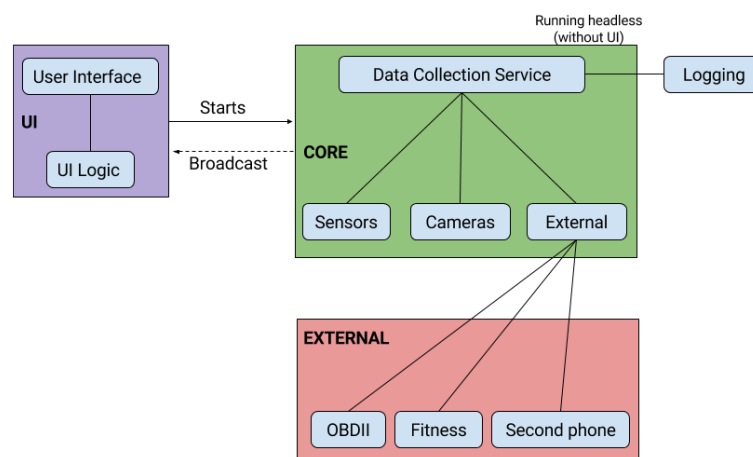 Running headless
(without UI)
User Interface
Data Collection Service
Logging
Starts
UI
CORE
Broadcast
UI Logic
Sensors
Cameras
External
EXTERNAL
OBDII
Fitness
Second phone